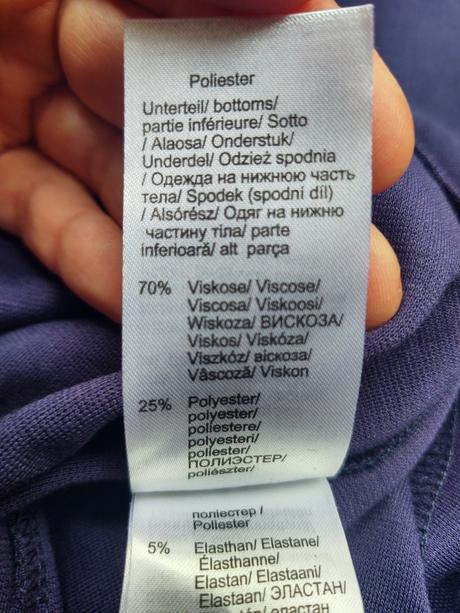 Poliester
Unterteil/ bottoms/
partie inférieure/ Sotto
/ Alaosa/ Onderstuk/
Underdel/ Odzież spodnia
/ Одежда на нижнюю часть
тела/ Spodek (spodní díl)
/ Alsórész/ Одяг на нижню
частину тіла/ parte
inferioară/ alt parça
70% Viskose/ Viscose/
Viscosa/ Viskoosi/
Wiskoza/ ВИСКОЗА/
Viskos/ Viskóza/
Viszkóz/ віскоза/
Vâscoză/ Viskon
25% Polyester/
polyester/
poliestere/
polyesteri/
poliester/
ПОЛИЭСТЕР/
poliészter/
поліестер /
Poliester
5% Elasthan/ Elastane/
Élasthanne/
Elastan/ Elastaani/
Elastaan/ ЭЛАСТАН/
elastan/ еластан